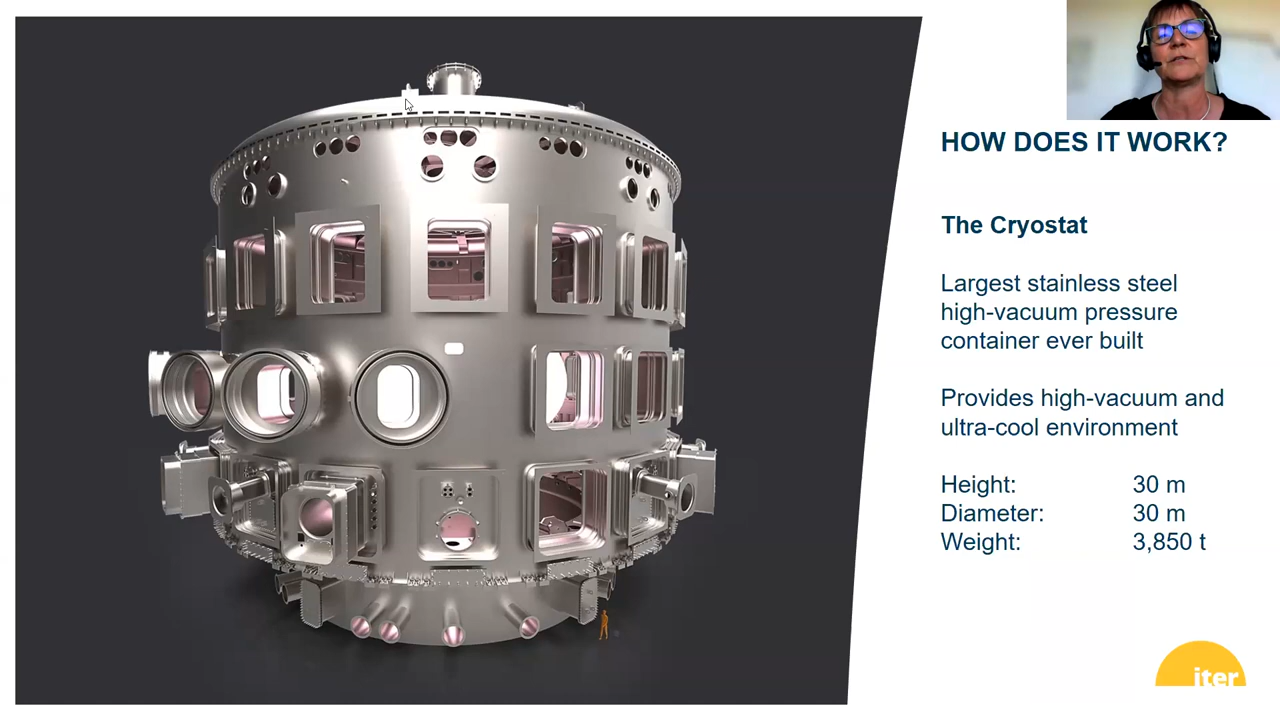 HOW DOES IT WORK?
The Cryostat
Largest stainless steel
high-vacuum pressure
container ever built
Provides high-vacuum and
ultra-cool environment
Height: 30 m
Diameter: 30 m
Weight: 3,850 t
iter